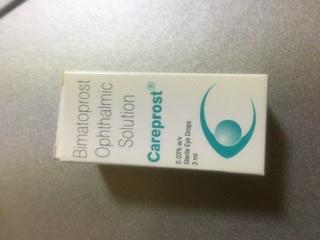 Bimatoprost
Ophthalmic
Solution
Careprost®
0.03% w/v
Sterile Eye Drops
3 ml